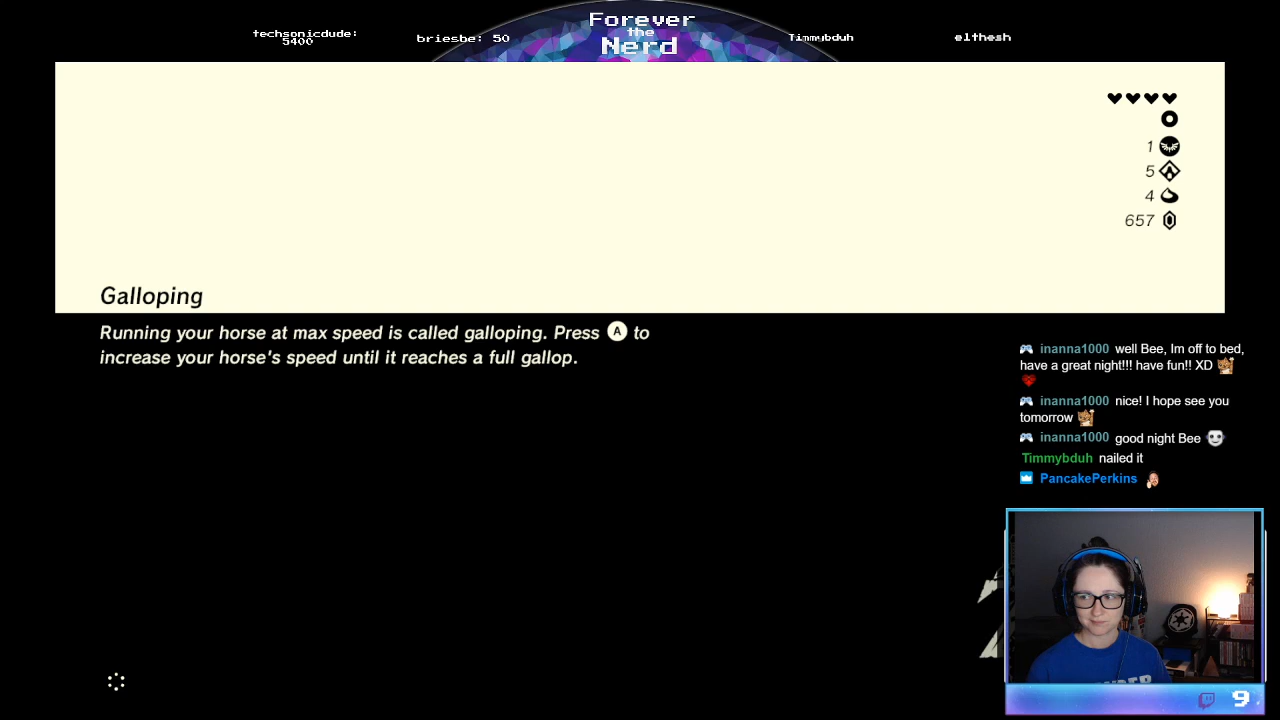 techsonicdude:
5400
briesbe: 50
Forever
the
Nerd
Timmybduh
elthesh
1
5
4
657
Galloping
Running your horse at max speed is called galloping. Press A to
increase your horse's speed until it reaches a full gallop.
inanna1000 well Bee, Im off to bed,
have a great night!!! have fun!! XD
inanna1000 nice! I hope see you
tomorrow
inanna1000 good night Bee
Timmybduh nailed it
PancakePerkins
9